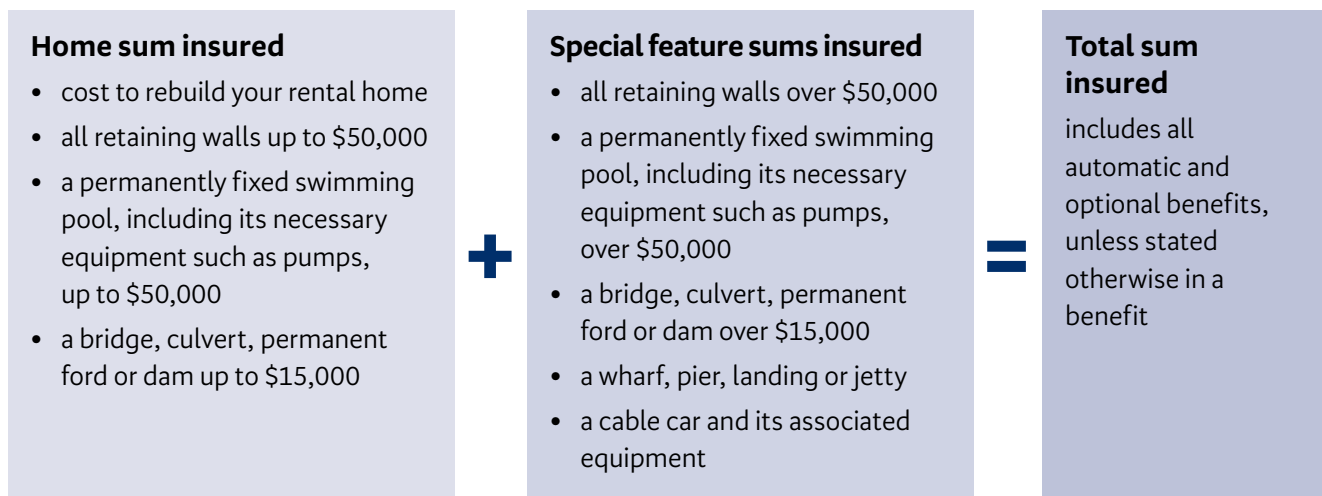 Home sum insured
• cost to rebuild your rental home
• all retaining walls up to $50,000
• a permanently fixed swimming
pool, including its necessary
equipment such as pumps,
up to $50,000
• a bridge, culvert, permanent
ford or dam up to $15,000
+
Special feature sums insured
• all retaining walls over $50,000
• a permanently fixed swimming
pool, including its necessary
equipment such as pumps,
over $50,000
• a bridge, culvert, permanent
ford or dam over $15,000
• a wharf, pier, landing or jetty
• a cable car and its associated
equipment
=
Total sum
insured
includes all
automatic and
optional benefits,
unless stated
otherwise in a
benefit